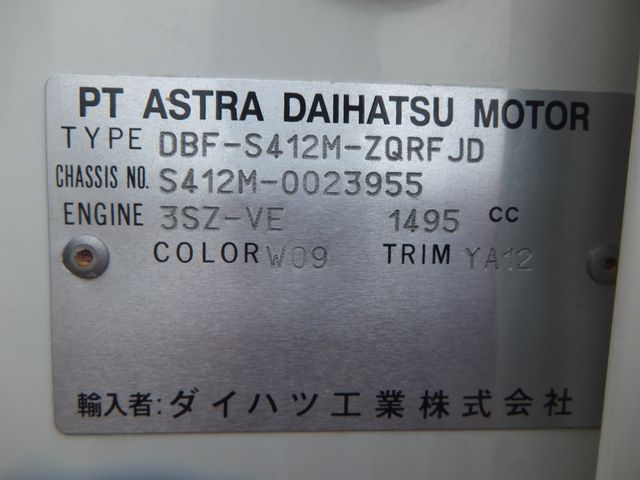 PT ASTRA DAIHATSU MOTOR
TYPE DBF-S412M-ZQRFJD
CHASSIS NO. S412M-0023955
ENGINE 3SZ-VE 1495 cc
COLOR W09 TRIM YA12
輸入者: ダイハツ工業株式会社